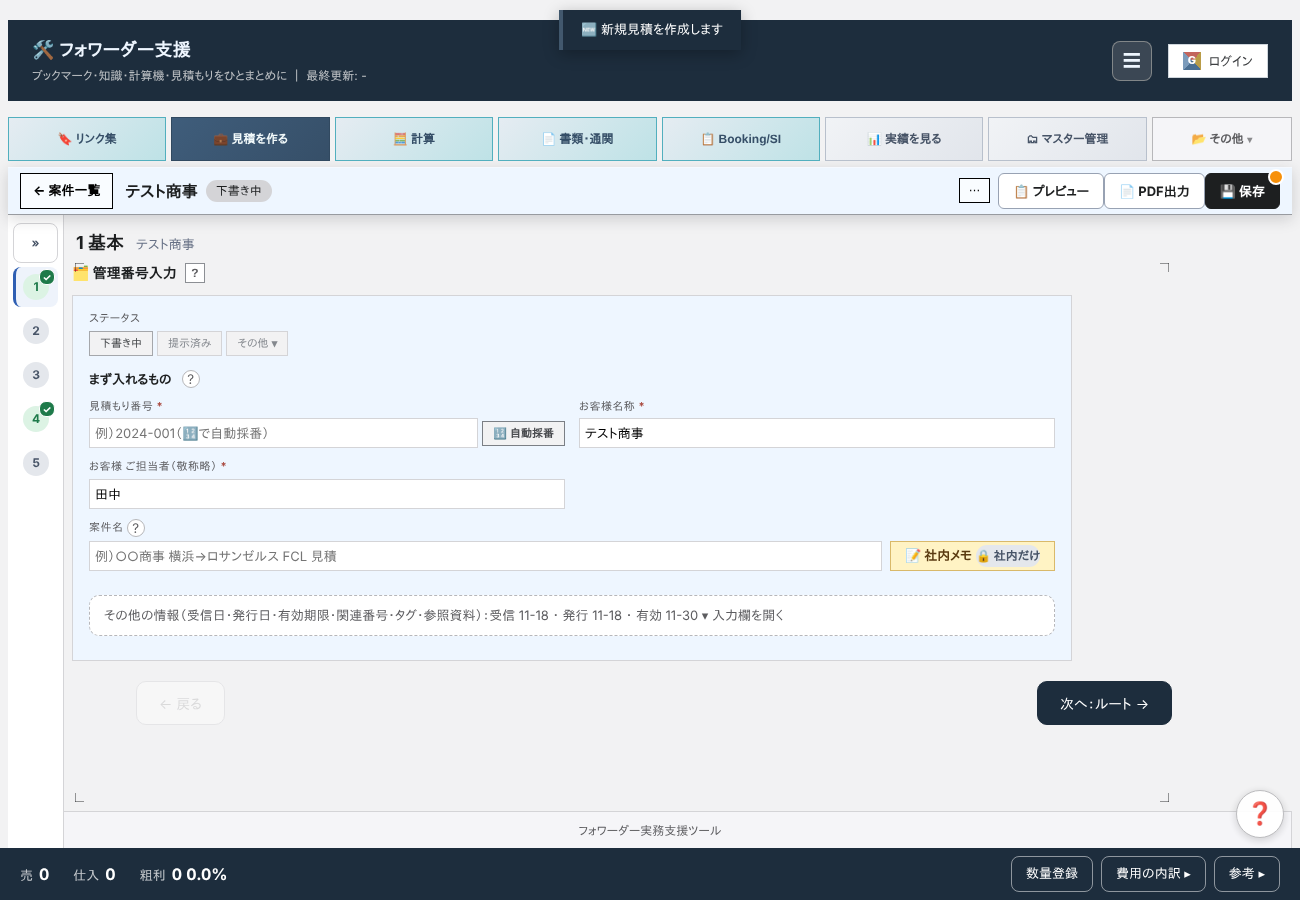 🆕 新規見積を作成します
🛠️ フォワーダー支援
ブックマーク・知識・計算機・見積もりをひとまとめに | 最終更新: -
☰
G ログイン
🔖 リンク集
💼 見積を作る
🧮 計算
📄 書類・通関
📋 Booking/SI
📊 実績を見る
🗂 マスター管理
📂 その他 ▾
← 案件一覧
テスト商事 下書き中
…
📋 プレビュー
📄 PDF出力
💾 保存
»
1
2
3
4
5
1 基本 テスト商事
🗂️ 管理番号入力 ?
ステータス
下書き中 提示済み その他 ▾
まず入れるもの ?
見積もり番号 *
例）2024-001（🔢で自動採番）
🔢 自動採番
お客様名称 *
テスト商事
お客様 ご担当者（敬称略） *
田中
案件名 ?
例）〇〇商事 横浜→ロサンゼルス FCL 見積
📝 社内メモ 🔒 社内だけ
その他の情報（受信日・発行日・有効期限・関連番号・タグ・参照資料）：受信 11-18 · 発行 11-18 · 有効 11-30 ▾ 入力欄を開く
← 戻る
次へ：ルート →
❓
フォワーダー実務支援ツール
売 0 仕入 0 粗利 0 0.0%
数量登録
費用の内訳 ▸
参考 ▸